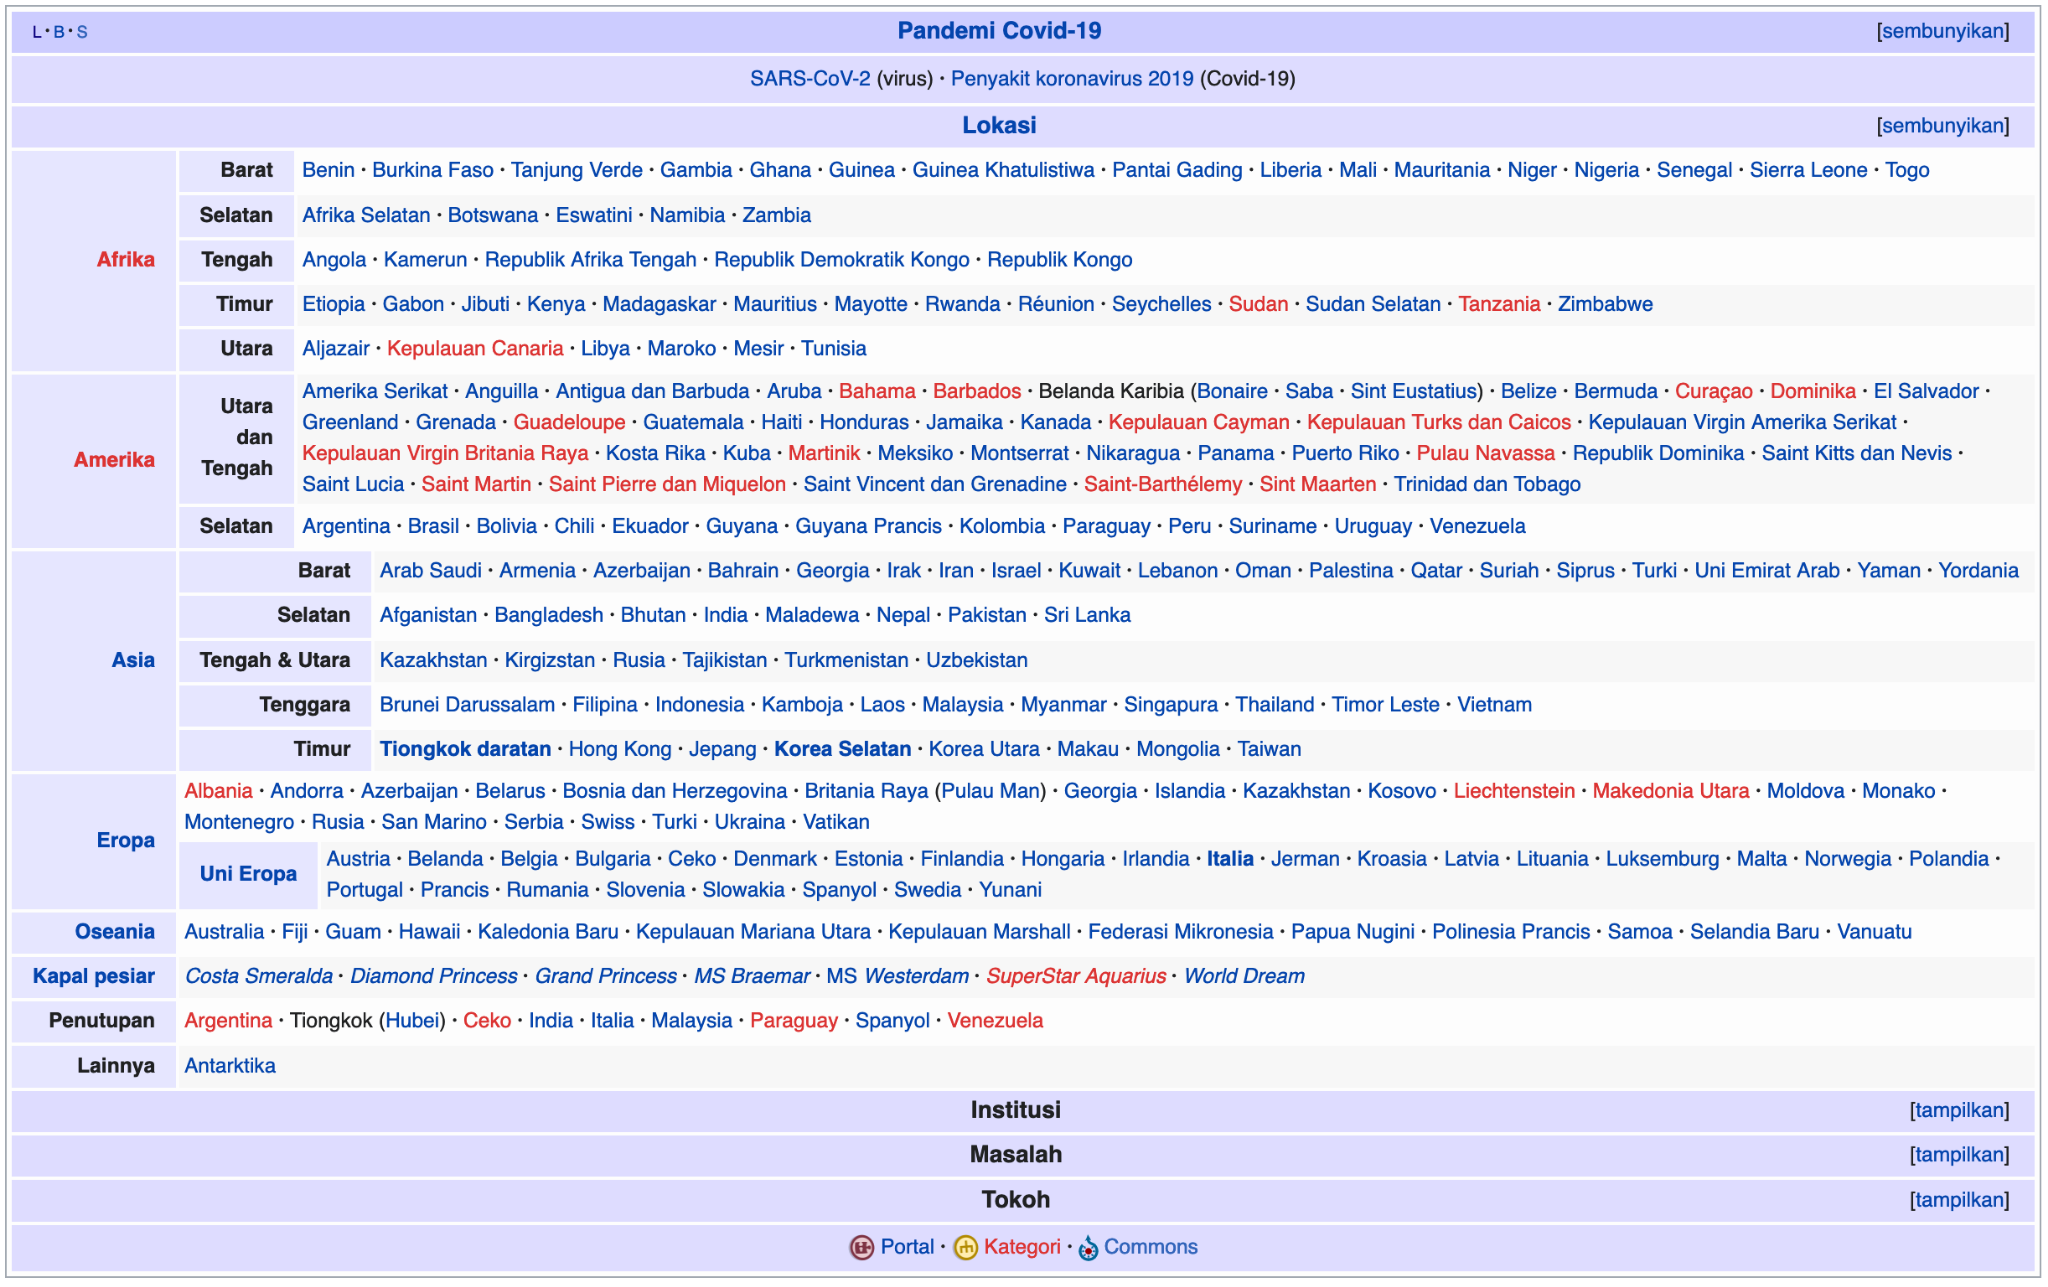 L · B · S
Pandemi Covid-19
[sembunyikan]
SARS-CoV-2 (virus) · Penyakit koronavirus 2019 (Covid-19)
Lokasi
[sembunyikan]
Afrika
Barat
Benin · Burkina Faso · Tanjung Verde · Gambia · Ghana · Guinea · Guinea Khatulistiwa · Pantai Gading · Liberia · Mali · Mauritania · Niger · Nigeria · Senegal · Sierra Leone · Togo
Selatan
Afrika Selatan · Botswana · Eswatini · Namibia · Zambia
Tengah
Angola · Kamerun · Republik Afrika Tengah · Republik Demokratik Kongo · Republik Kongo
Timur
Etiopia · Gabon · Jibuti · Kenya · Madagaskar · Mauritius · Mayotte · Rwanda · Réunion · Seychelles · Sudan · Sudan Selatan · Tanzania · Zimbabwe
Utara
Aljazair · Kepulauan Canaria · Libya · Maroko · Mesir · Tunisia
Amerika
Utara
dan
Tengah
Amerika Serikat · Anguilla · Antigua dan Barbuda · Aruba · Bahama · Barbados · Belanda Karibia (Bonaire · Saba · Sint Eustatius) · Belize · Bermuda · Curaçao · Dominika · El Salvador ·
Greenland · Grenada · Guadeloupe · Guatemala · Haiti · Honduras · Jamaika · Kanada · Kepulauan Cayman · Kepulauan Turks dan Caicos · Kepulauan Virgin Amerika Serikat ·
Kepulauan Virgin Britania Raya · Kosta Rika · Kuba · Martinik · Meksiko · Montserrat · Nikaragua · Panama · Puerto Riko · Pulau Navassa · Republik Dominika · Saint Kitts dan Nevis ·
Saint Lucia · Saint Martin · Saint Pierre dan Miquelon · Saint Vincent dan Grenadine · Saint-Barthélemy · Sint Maarten · Trinidad dan Tobago
Selatan
Argentina · Brasil · Bolivia · Chili · Ekuador · Guyana · Guyana Prancis · Kolombia · Paraguay · Peru · Suriname · Uruguay · Venezuela
Asia
Barat
Arab Saudi · Armenia · Azerbaijan · Bahrain · Georgia · Irak · Iran · Israel · Kuwait · Lebanon · Oman · Palestina · Qatar · Suriah · Siprus · Turki · Uni Emirat Arab · Yaman · Yordania
Selatan
Afganistan · Bangladesh · Bhutan · India · Maladewa · Nepal · Pakistan · Sri Lanka
Tengah & Utara
Kazakhstan · Kirgizstan · Rusia · Tajikistan · Turkmenistan · Uzbekistan
Tenggara
Brunei Darussalam · Filipina · Indonesia · Kamboja · Laos · Malaysia · Myanmar · Singapura · Thailand · Timor Leste · Vietnam
Timur
Tiongkok daratan · Hong Kong · Jepang · Korea Selatan · Korea Utara · Makau · Mongolia · Taiwan
Eropa
Albania · Andorra · Azerbaijan · Belarus · Bosnia dan Herzegovina · Britania Raya (Pulau Man) · Georgia · Islandia · Kazakhstan · Kosovo · Liechtenstein · Makedonia Utara · Moldova · Monako ·
Montenegro · Rusia · San Marino · Serbia · Swiss · Turki · Ukraina · Vatikan
Uni Eropa
Austria · Belanda · Belgia · Bulgaria · Ceko · Denmark · Estonia · Finlandia · Hongaria · Irlandia · Italia · Jerman · Kroasia · Latvia · Lituania · Luksemburg · Malta · Norwegia · Polandia ·
Portugal · Prancis · Rumania · Slovenia · Slowakia · Spanyol · Swedia · Yunani
Oseania
Australia · Fiji · Guam · Hawaii · Kaledonia Baru · Kepulauan Mariana Utara · Kepulauan Marshall · Federasi Mikronesia · Papua Nugini · Polinesia Prancis · Samoa · Selandia Baru · Vanuatu
Kapal pesiar
Costa Smeralda · Diamond Princess · Grand Princess · MS Braemar · MS Westerdam · SuperStar Aquarius · World Dream
Penutupan
Argentina · Tiongkok (Hubei) · Ceko · India · Italia · Malaysia · Paraguay · Spanyol · Venezuela
Lainnya
Antarktika
Institusi
[tampilkan]
Masalah
[tampilkan]
Tokoh
[tampilkan]
Portal · Kategori · Commons